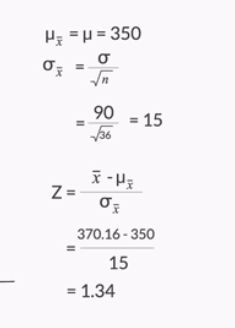 μx̄ = μ = 350
σx̄ = σ / √n
= 90 / √36 = 15
Z = x̄ - μx̄ / σx̄
= 370.16 - 350 / 15
= 1.34